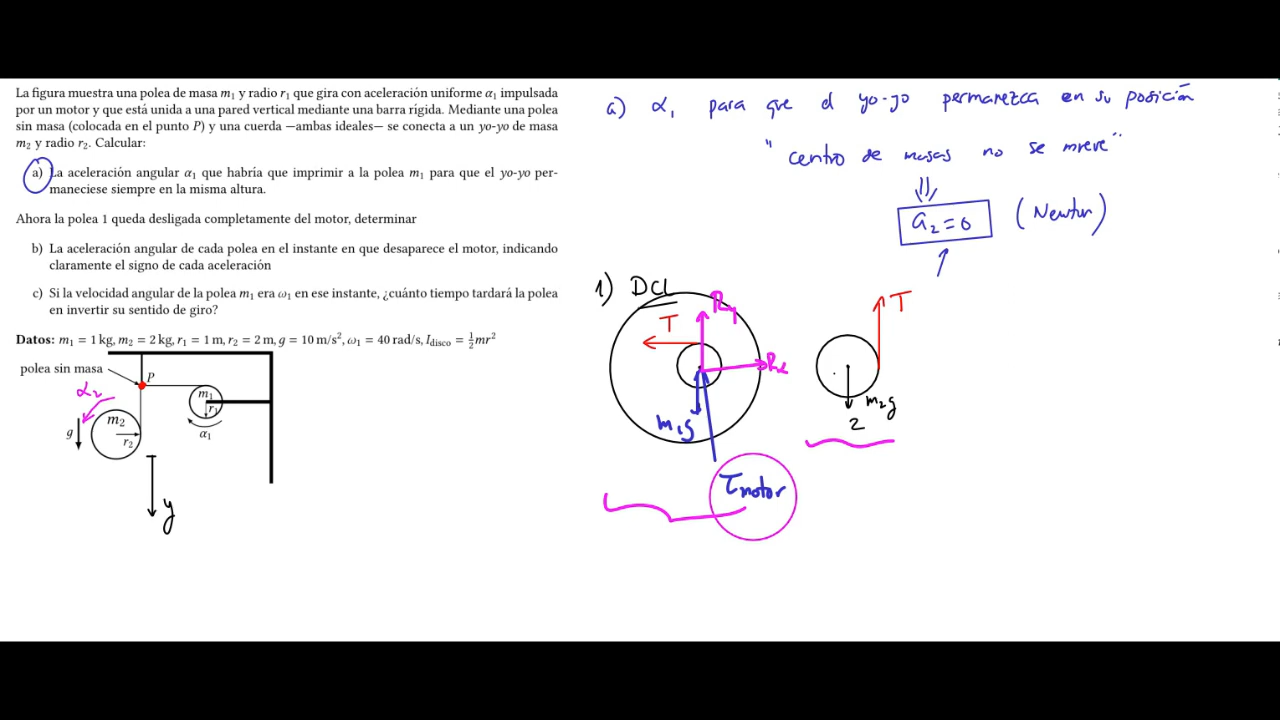 La figura muestra una polea de masa m₁ y radio r₁ que gira con aceleración uniforme α₁ impulsada
por un motor y que está unida a una pared vertical mediante una barra rígida. Mediante una polea
sin masa (colocada en el punto P) y una cuerda —ambas ideales— se conecta a un yo-yo de masa
m₂ y radio r₂. Calcular:
a) La aceleración angular α₁ que habría que imprimir a la polea m₁ para que el yo-yo per-
maneciese siempre en la misma altura.
Ahora la polea 1 queda desligada completamente del motor, determinar
b) La aceleración angular de cada polea en el instante en que desaparece el motor, indicando
claramente el signo de cada aceleración
c) Si la velocidad angular de la polea m₁ era ω₁ en ese instante, ¿cuánto tiempo tardará la polea
en invertir su sentido de giro?
Datos: m₁ = 1 kg, m₂ = 2 kg, r₁ = 1 m, r₂ = 2 m, g = 10 m/s², ω₁ = 40 rad/s, I_disco = ½mr²
polea sin masa
P
α₂
m₁
r₁
m₂
g
r₂
α₁
y
a) α₁ para que el yo-yo permanezca en su posición
"centro de masas no se mueve"
⇓
a₂=0 (Newton)
1) DCL
R₁
T
T
R₂
m₁g
m₂g
2
τmotor